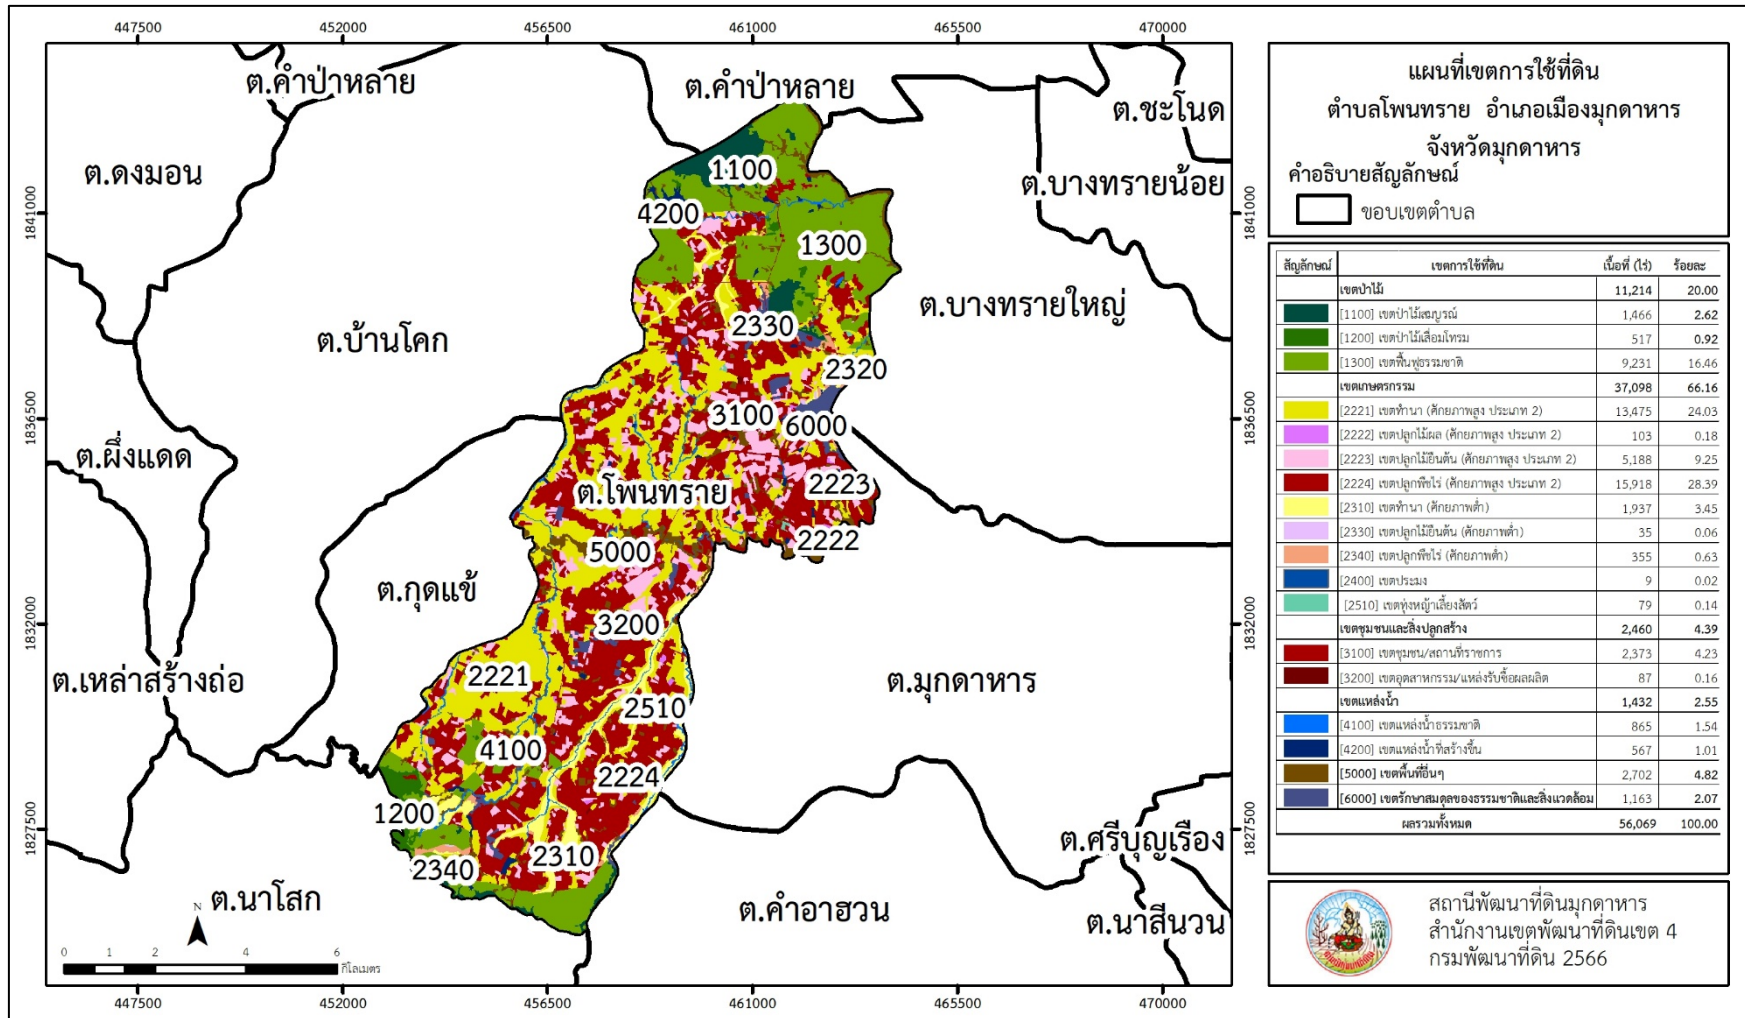 447500 452000 456500 461000 465500 470000
ต.คำป่าหลาย
ต.คำป่าหลาย
ต.ชะโนด
ต.ดงมอน
ต.บางทรายน้อย
1100
4200
1300
ต.บางทรายใหญ่
2330
ต.บ้านโคก
2320
3100
6000
ต.ผึ่งแดด
2223
ต.โพนทราย
2222
5000
ต.กุดแข้
3200
2221
ต.เหล่าสร้างถ่อ
ต.มุกดาหาร
2510
4100
2224
1200
ต.ศรีบุญเรือง
2310
2340
ต.นาโสก
ต.คำอาฮวน
ต.นาสีนวน
N
0 1 2 4 6
กิโลเมตร
1841000 1841000
1836500 1836500
1832000 1832000
1827500 1827500
447500 452000 456500 461000 465500 470000
แผนที่เขตการใช้ที่ดิน
ตำบลโพนทราย อำเภอเมืองมุกดาหาร
จังหวัดมุกดาหาร
คำอธิบายสัญลักษณ์
ขอบเขตตำบล
สัญลักษณ์ เขตการใช้ที่ดิน เนื้อที่ (ไร่) ร้อยละ
เขตป่าไม้ 11,214 20.00
[1100] เขตป่าไม้สมบูรณ์ 1,466 2.62
[1200] เขตป่าไม้เสื่อมโทรม 517 0.92
[1300] เขตฟื้นฟูธรรมชาติ 9,231 16.46
เขตเกษตรกรรม 37,098 66.16
[2221] เขตทำนา (ศักยภาพสูง ประเภท 2) 13,475 24.03
[2222] เขตปลูกไม้ผล (ศักยภาพสูง ประเภท 2) 103 0.18
[2223] เขตปลูกไม้ยืนต้น (ศักยภาพสูง ประเภท 2) 5,188 9.25
[2224] เขตปลูกพืชไร่ (ศักยภาพสูง ประเภท 2) 15,918 28.39
[2310] เขตทำนา (ศักยภาพต่ำ) 1,937 3.45
[2330] เขตปลูกไม้ยืนต้น (ศักยภาพต่ำ) 35 0.06
[2340] เขตปลูกพืชไร่ (ศักยภาพต่ำ) 355 0.63
[2400] เขตประมง 9 0.02
[2510] เขตทุ่งหญ้าเลี้ยงสัตว์ 79 0.14
เขตชุมชนและสิ่งปลูกสร้าง 2,460 4.39
[3100] เขตชุมชน/สถานที่ราชการ 2,373 4.23
[3200] เขตอุตสาหกรรม/แหล่งรับซื้อผลผลิต 87 0.16
เขตแหล่งน้ำ 1,432 2.55
[4100] เขตแหล่งน้ำธรรมชาติ 865 1.54
[4200] เขตแหล่งน้ำที่สร้างขึ้น 567 1.01
[5000] เขตพื้นที่อื่นๆ 2,702 4.82
[6000] เขตรักษาสมดุลของธรรมชาติและสิ่งแวดล้อม 1,163 2.07
ผลรวมทั้งหมด 56,069 100.00
สถานีพัฒนาที่ดินมุกดาหาร
สำนักงานเขตพัฒนาที่ดินเขต 4
กรมพัฒนาที่ดิน 2566